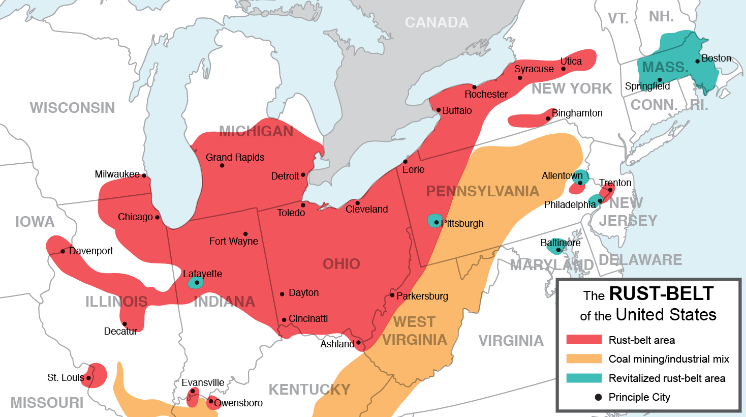 CANADA
VT.
NH.
MASS.
Boston
Springfield
CONN.
RI.
Utica
Syracuse
NEW YORK
Rochester
Buffalo
Binghamton
WISCONSIN
MICHIGAN
Grand Rapids
Milwaukee
Detroit
Erie
Allentown
Trenton
PENNSYLVANIA
Philadelphia
NEW
JERSEY
Toledo
Cleveland
Chicago
Pittsburgh
IOWA
Fort Wayne
Davenport
Baltimore
MARYLAND
DELAWARE
OHIO
Lafayette
ILLINOIS
INDIANA
Dayton
Parkersburg
Cincinatti
WEST
VIRGINIA
Decatur
Ashland
VIRGINIA
St. Louis
Evansville
KENTUCKY
Owensboro
MISSOURI
The RUST-BELT
of the United States
Rust-belt area
Coal mining/industrial mix
Revitalized rust-belt area
Principle City